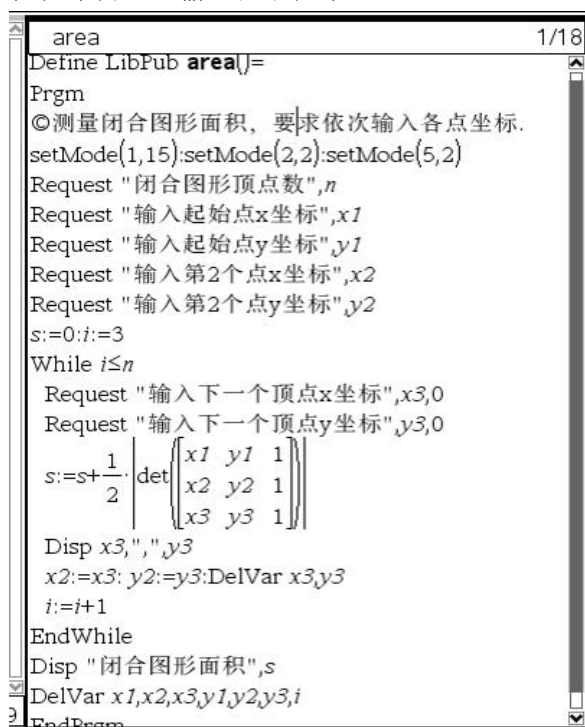 area 1/18
Define LibPub area()=
Prgm
©测量闭合图形面积，要求依次输入各点坐标.
setMode(1,15):setMode(2,2):setMode(5,2)
Request "闭合图形顶点数",n
Request "输入起始点x坐标",x1
Request "输入起始点y坐标",y1
Request "输入第2个点x坐标",x2
Request "输入第2个点y坐标",y2
s:=0:i:=3
While i≤n
Request "输入下一个顶点x坐标",x3,0
Request "输入下一个顶点y坐标",y3,0
s:=s+1/2·|det([x1 y1 1
x2 y2 1
x3 y3 1])|
Disp x3,",",y3
x2:=x3: y2:=y3:DelVar x3,y3
i:=i+1
EndWhile
Disp "闭合图形面积",s
DelVar x1,x2,x3,y1,y2,y3,i
EndPrgm